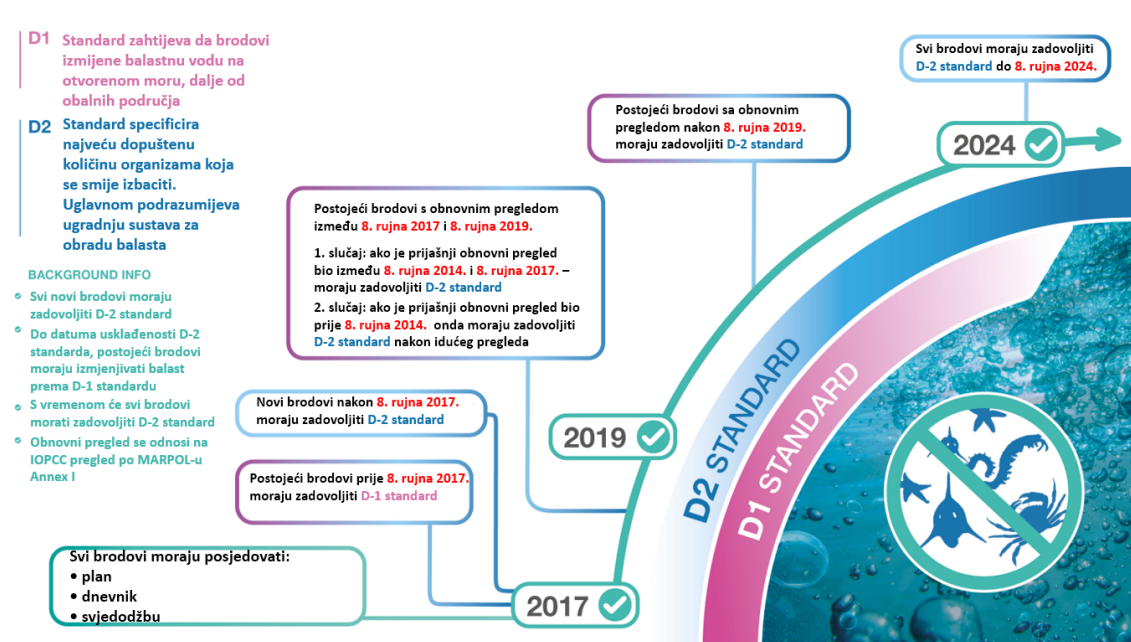 D1 Standard zahtijeva da brodovi
izmijene balastnu vodu na
otvorenom moru, dalje od
obalnih područja
D2 Standard specificira
najveću dopuštenu
količinu organizama koja
se smije izbaciti.
Uglavnom podrazumijeva
ugradnju sustava za
obradu balasta
BACKGROUND INFO
Svi novi brodovi moraju
zadovoljiti D-2 standard
Do datuma usklađenosti D-2
standarda, postojeći brodovi
moraju izmjenjivati balast
prema D-1 standardu
S vremenom će svi brodovi
morati zadovoljiti D-2 standard
Obnovni pregled se odnosi na
IOPCC pregled po MARPOL-u
Annex I
Svi brodovi moraju posjedovati:
• plan
• dnevnik
• svjedodžbu
Postojeći brodovi prije 8. rujna 2017.
moraju zadovoljiti D-1 standard
Novi brodovi nakon 8. rujna 2017.
moraju zadovoljiti D-2 standard
2017
Postojeći brodovi s obnovnim pregledom
između 8. rujna 2017 i 8. rujna 2019.
1. slučaj: ako je prijašnji obnovni pregled
bio između 8. rujna 2014. i 8. rujna 2017. –
moraju zadovoljiti D-2 standard
2. slučaj: ako je prijašnji obnovni pregled bio
prije 8. rujna 2014. onda moraju zadovoljiti
D-2 standard nakon idućeg pregleda
2019
Postojeći brodovi sa obnovnim
pregledom nakon 8. rujna 2019.
moraju zadovoljiti D-2 standard
Svi brodovi moraju zadovoljiti
D-2 standard do 8. rujna 2024.
2024
D2 STANDARD
D1 STANDARD